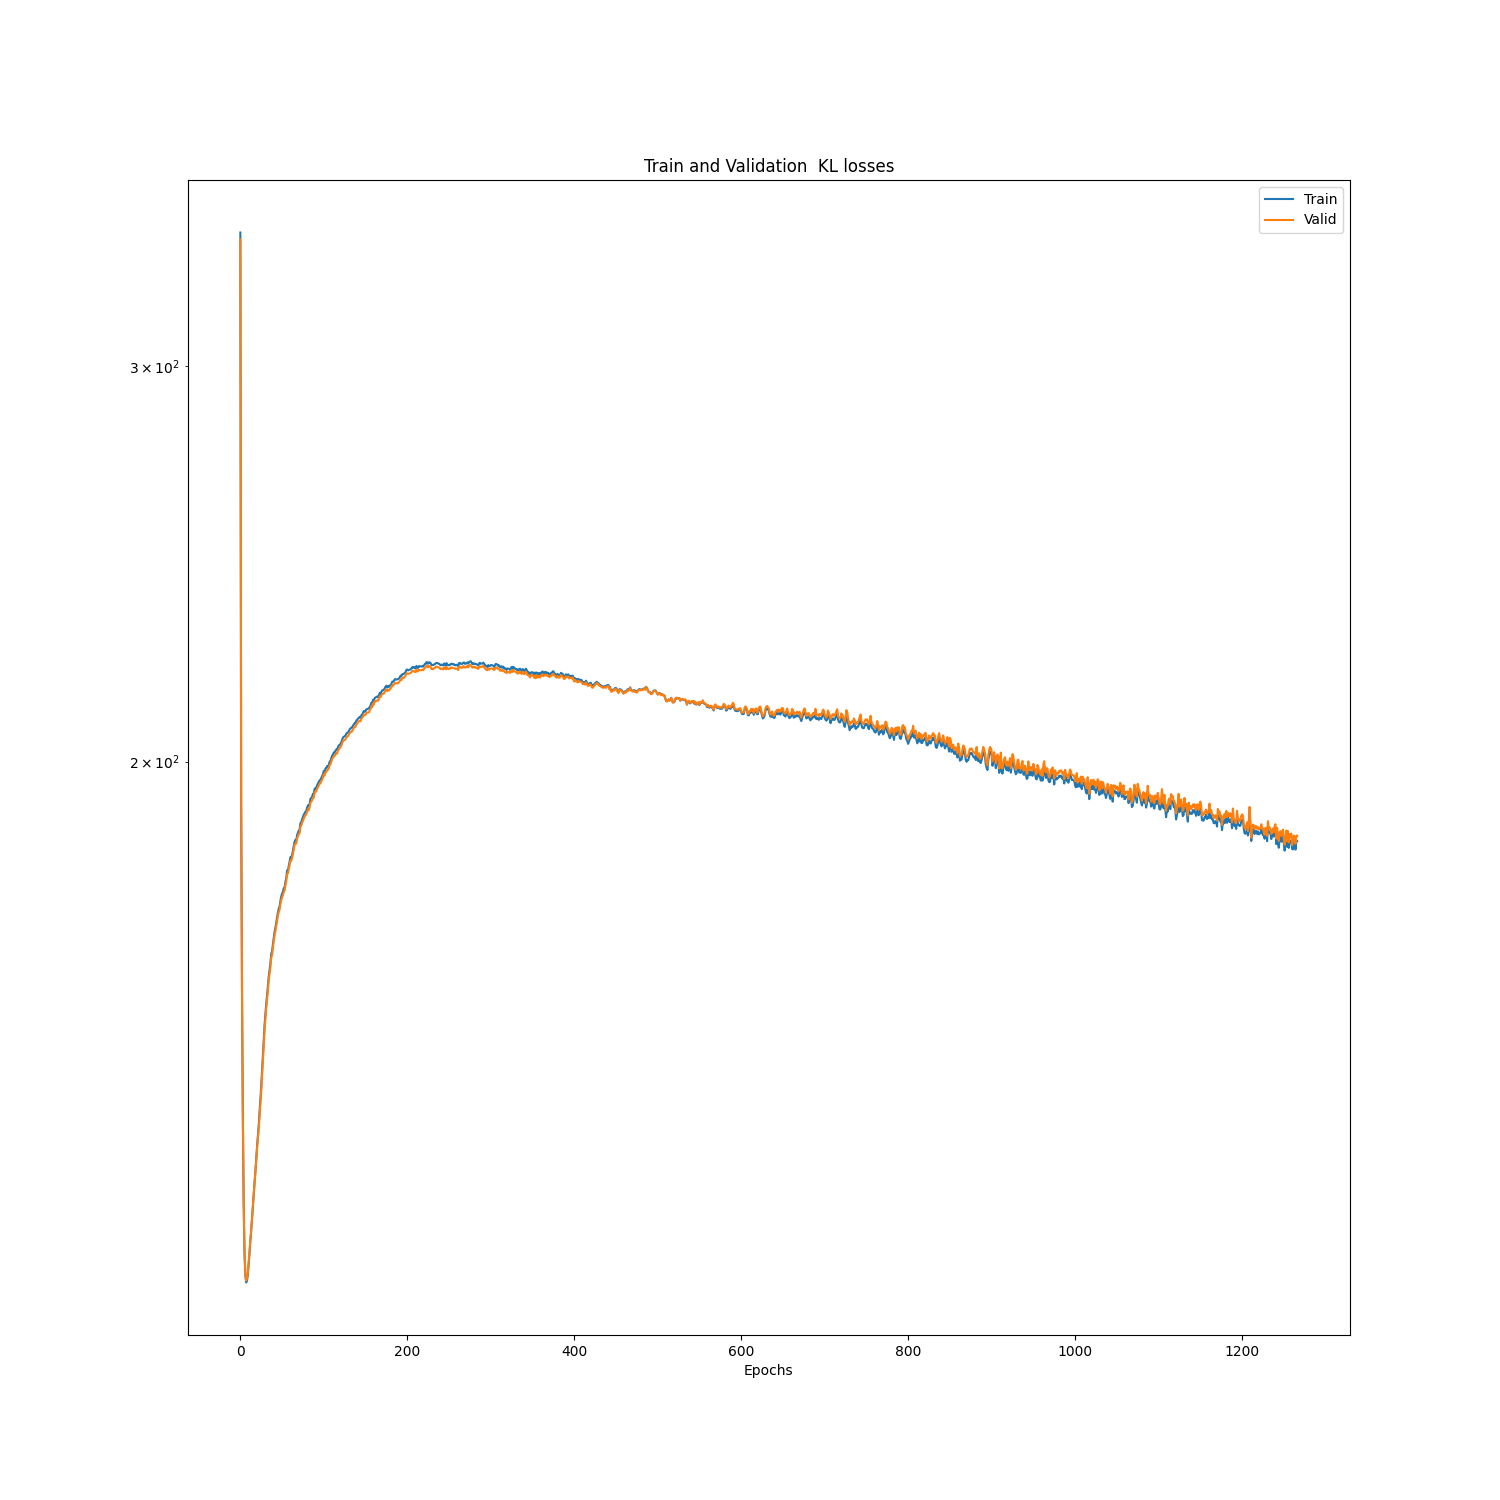 Train and Validation  KL losses
Train
Valid
3 × 10²
2 × 10²
0 200 400 600 800 1000 1200
Epochs